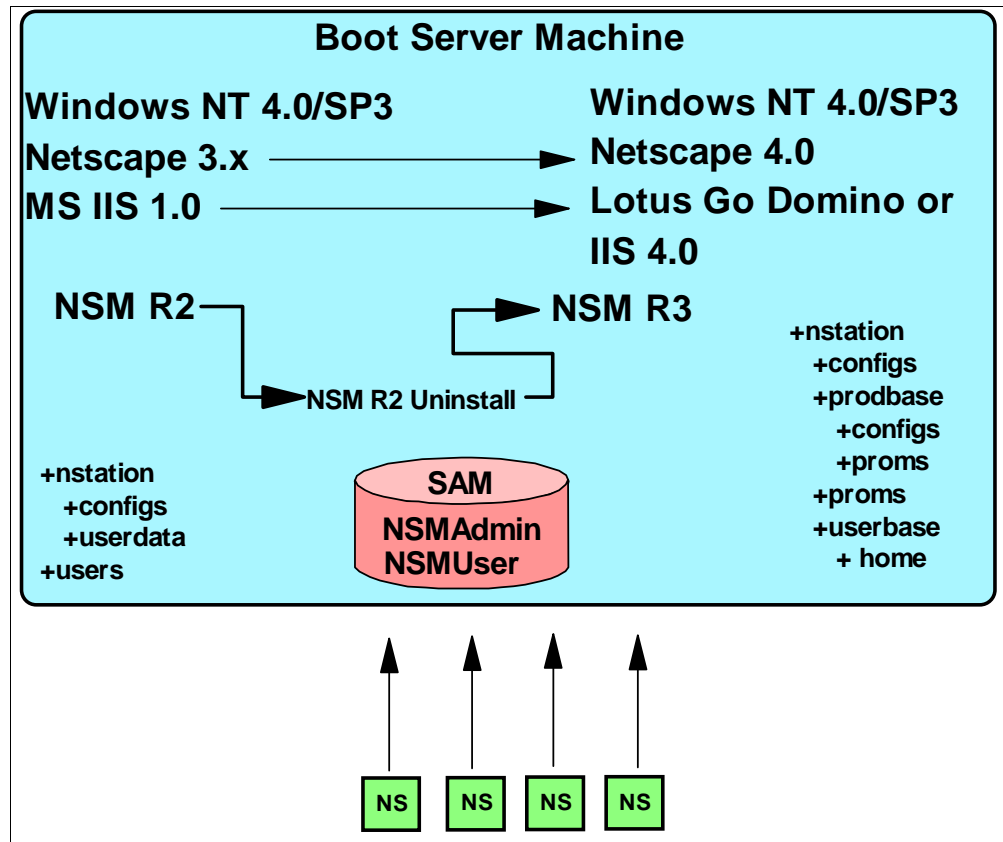 Boot Server Machine
Windows NT 4.0/SP3
Netscape 3.x
MS IIS 1.0
Windows NT 4.0/SP3
Netscape 4.0
Lotus Go Domino or
IIS 4.0
NSM R2
NSM R3
NSM R2 Uninstall
+nstation
+configs
+userdata
+users
SAM
NSMAdmin
NSMUser
+nstation
+configs
+prodbase
+configs
+proms
+proms
+userbase
+ home
NS
NS
NS
NS